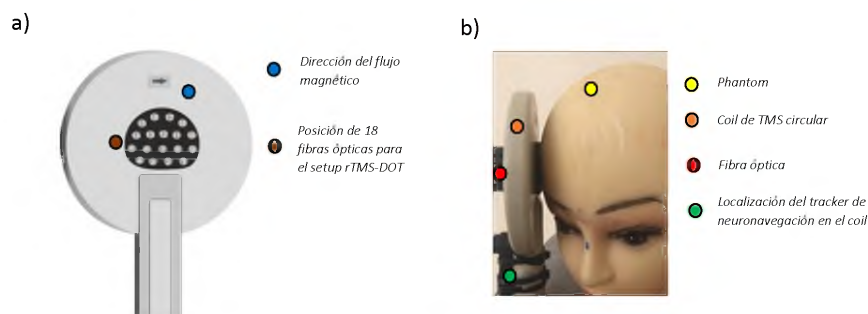 a)
Dirección del flujo
magnético
Posición de 18
fibras ópticas para
el setup rTMS-DOT
b)
Phantom
Coil de TMS circular
Fibra óptica
Localización del tracker de
neuronavegación en el coil